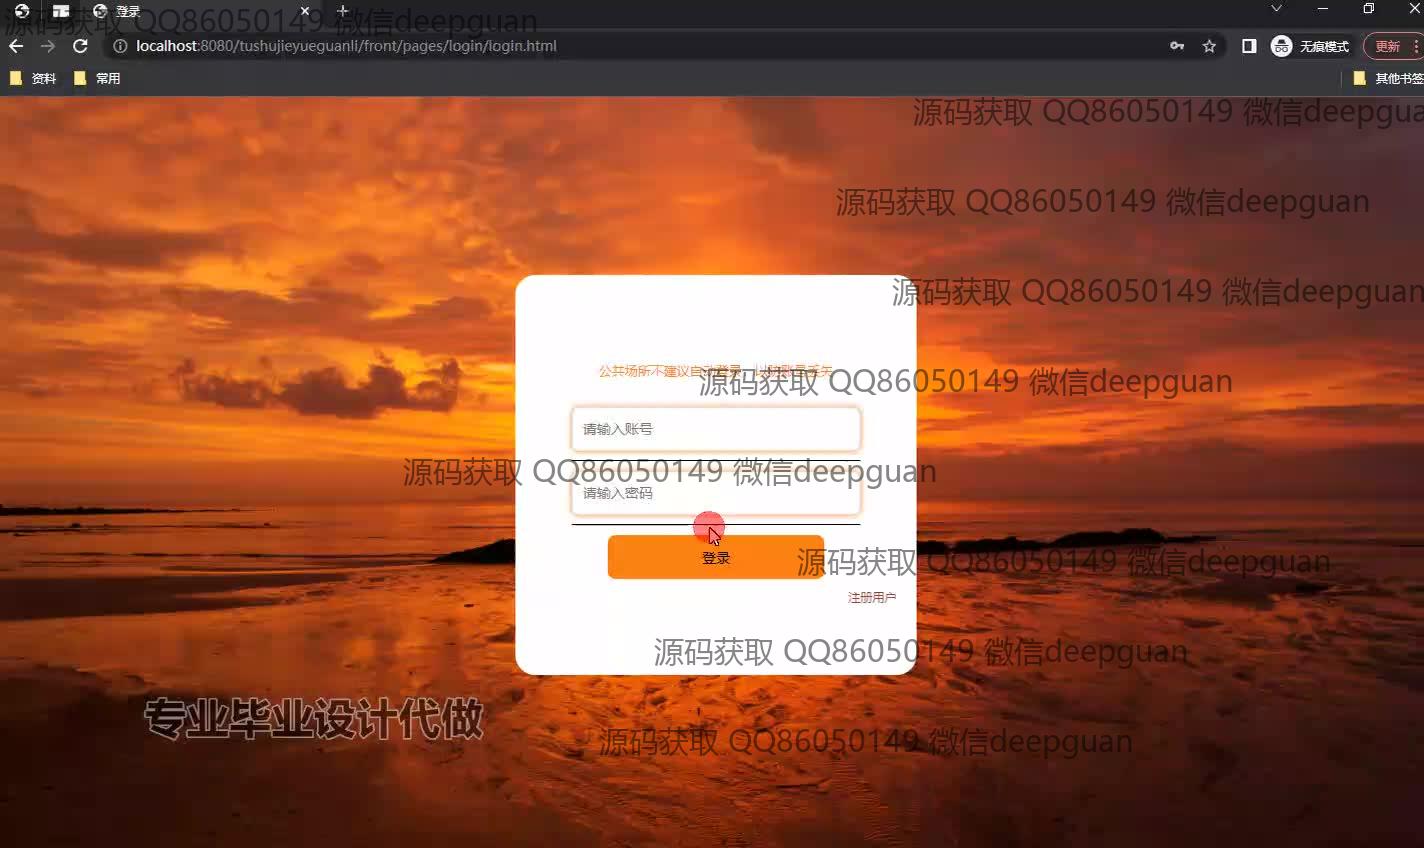 登录
源码获取 QQ86050149 微信deepguan
localhost:8080/tushujieyueguanli/front/pages/login/login.html
无痕模式
更新
资料
常用
其他书签
源码获取 QQ86050149 微信deepgua
源码获取 QQ86050149 微信deepguan
源码获取 QQ86050149 微信deepguan
公共场所不建议自动登录，以防账号丢失
源码获取 QQ86050149 微信deepguan
请输入账号
源码获取 QQ86050149 微信deepguan
请输入密码
登录
源码获取 QQ86050149 微信deepguan
注册用户
源码获取 QQ86050149 微信deepguan
专业毕业设计代做
源码获取 QQ86050149 微信deepguan